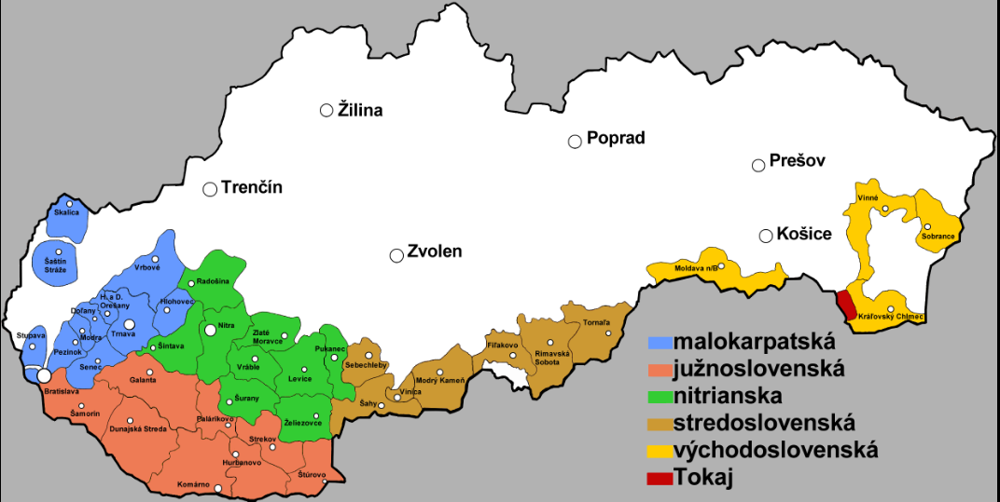 Žilina
Poprad
Prešov
Trenčín
Vinné
Skalica
Košice
Sobrance
Zvolen
Šaštín
Stráže
Vrbové
Moldava n/B
Radošina
H. a D.
Orešany
Hlohovec
Doľany
Kráľovský Chlmec
Tornaľa
Nitra
Zlaté
Moravce
Stupava
Modra
Trnava
Pezinok
Šintava
Pukanec
Fiľakovo
Rimavská
Sobota
Senec
Vráble
Sebechleby
Galanta
Levice
Modrý Kameň
Bratislava
Vinica
Šahy
Šurany
Šamorín
Palárikovo
Želiezovce
Dunajská Streda
Strekov
Hurbanovo
Štúrovo
Komárno
malokarpatská
južnoslovenská
nitrianska
stredoslovenská
východoslovenská
Tokaj